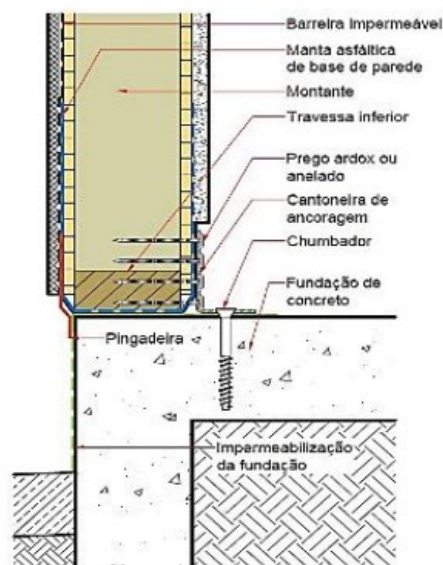 Barreira Impermeável
Manta asfáltica
de base de parede
Montante
Travessa inferior
Prego ardox ou
anelado
Cantoneira de
ancoragem
Chumbador
Fundação de
concreto
Pingadeira
Impermeabilização
da fundação